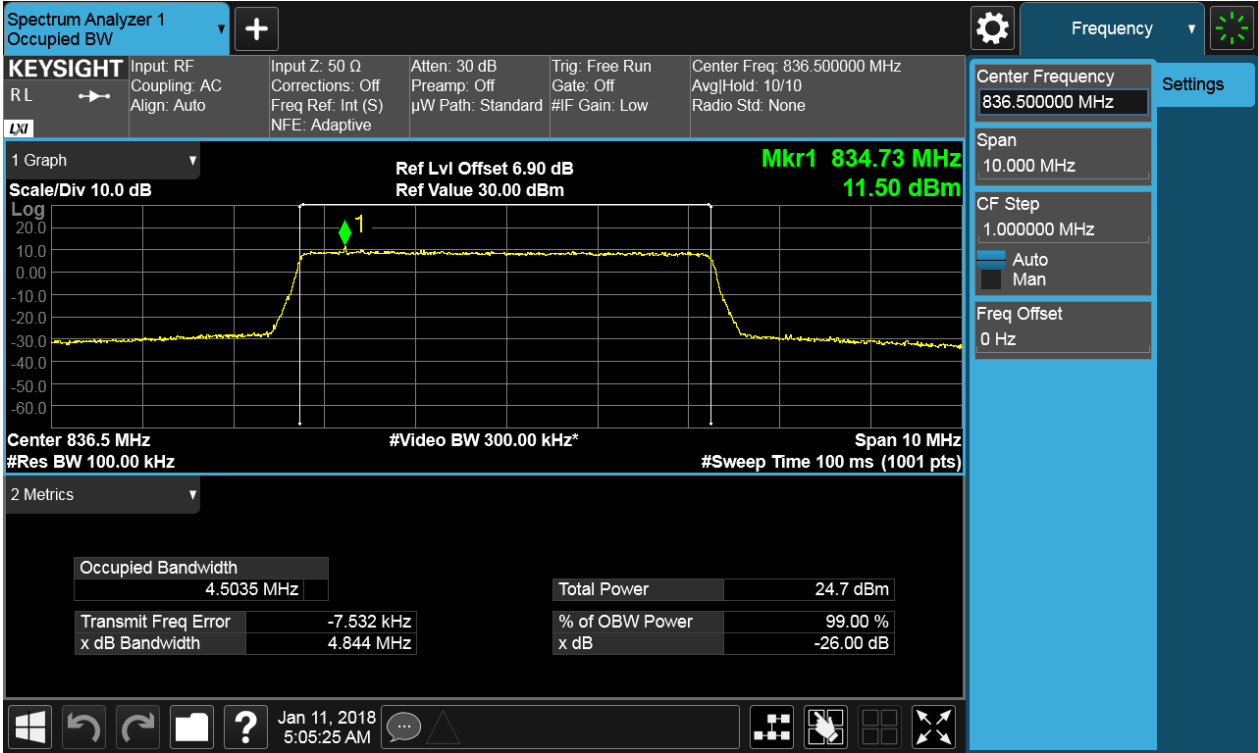 Spectrum Analyzer 1
Occupied BW
Frequency
KEYSIGHT
R L
LXI
Input: RF
Coupling: AC
Align: Auto
Input Z: 50 Ω
Corrections: Off
Freq Ref: Int (S)
NFE: Adaptive
Atten: 30 dB
Preamp: Off
µW Path: Standard
Trig: Free Run
Gate: Off
#IF Gain: Low
Center Freq: 836.500000 MHz
Avg|Hold: 10/10
Radio Std: None
Center Frequency
836.500000 MHz
Settings
Span
10.000 MHz
CF Step
1.000000 MHz
Auto
Man
Freq Offset
0 Hz
1 Graph
Scale/Div 10.0 dB
Ref Lvl Offset 6.90 dB
Ref Value 30.00 dBm
Mkr1 834.73 MHz
11.50 dBm
Log
20.0
10.0
0.00
-10.0
-20.0
-30.0
-40.0
-50.0
-60.0
1
Center 836.5 MHz
#Video BW 300.00 kHz*
Span 10 MHz
#Res BW 100.00 kHz
#Sweep Time 100 ms (1001 pts)
2 Metrics
Occupied Bandwidth
4.5035 MHz
Total Power 24.7 dBm
Transmit Freq Error -7.532 kHz
% of OBW Power 99.00 %
x dB Bandwidth 4.844 MHz
x dB -26.00 dB
?
Jan 11, 2018
5:05:25 AM